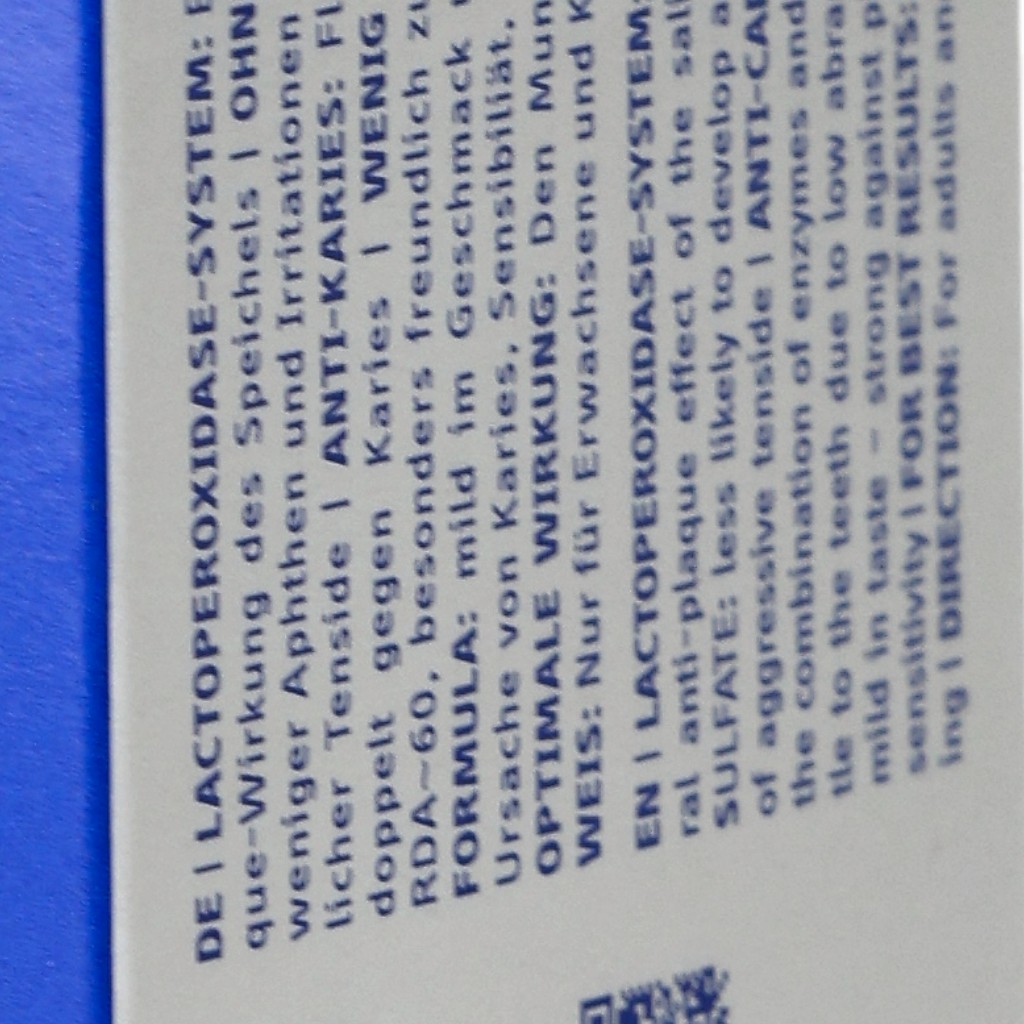 DE | LACTOPEROXIDASE-SYSTEM:
que-Wirkung des Speichels | OHN
weniger Aphthen und Irritationen
licher Tenside | ANTI-KARIES: Fl
doppelt gegen Karies | WENIG
RDA~60, besonders freundlich zu
FORMULA: mild im Geschmack
Ursache von Karies, Sensibiliät,
OPTIMALE WIRKUNG: Den Mun
WEIS: Nur für Erwachsene und K
EN | LACTOPEROXIDASE-SYSTEM:
ral anti-plaque effect of the sali
SULFATE: less likely to develop a
of aggressive tenside | ANTI-CA
the combination of enzymes and
tle to the teeth due to low abra
mild in taste – strong against p
sensitivity | FOR BEST RESULTS:
ing | DIRECTION: For adults an